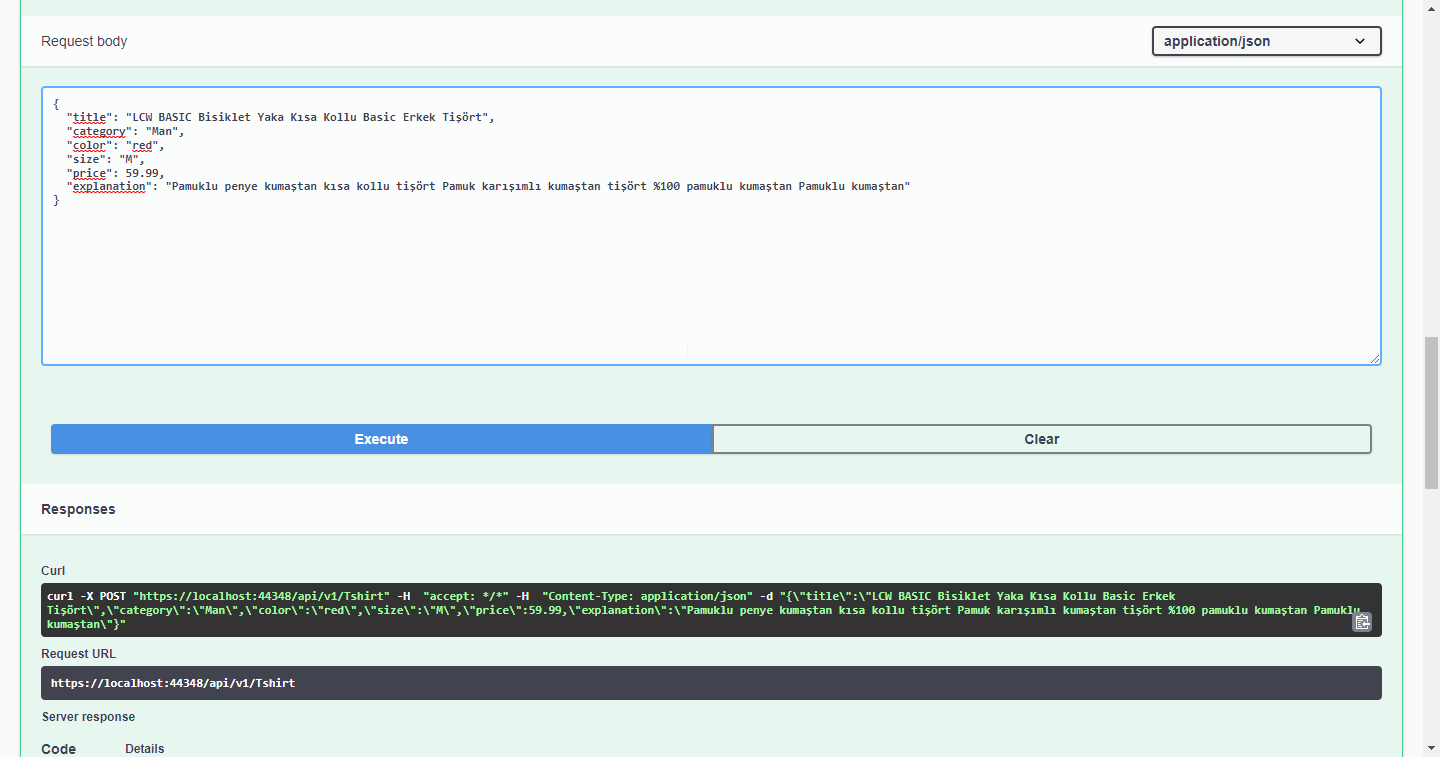 Request body
application/json
{
"title": "LCW BASIC Bisiklet Yaka Kısa Kollu Basic Erkek Tişört",
"category": "Man",
"color": "red",
"size": "M",
"price": 59.99,
"explanation": "Pamuklu penye kumaştan kısa kollu tişört Pamuk karışımlı kumaştan tişört %100 pamuklu kumaştan Pamuklu kumaştan"
}
Execute
Clear
Responses
Curl
curl -X POST "https://localhost:44348/api/v1/Tshirt" -H  "accept: */*" -H  "Content-Type: application/json" -d "{\"title\":\"LCW BASIC Bisiklet Yaka Kısa Kollu Basic Erkek
Tişört\",\"category\":\"Man\",\"color\":\"red\",\"size\":\"M\",\"price\":59.99,\"explanation\":\"Pamuklu penye kumaştan kısa kollu tişört Pamuk karışımlı kumaştan tişört %100 pamuklu kumaştan Pamuklu
kumaştan\"}"
Request URL
https://localhost:44348/api/v1/Tshirt
Server response
Code
Details